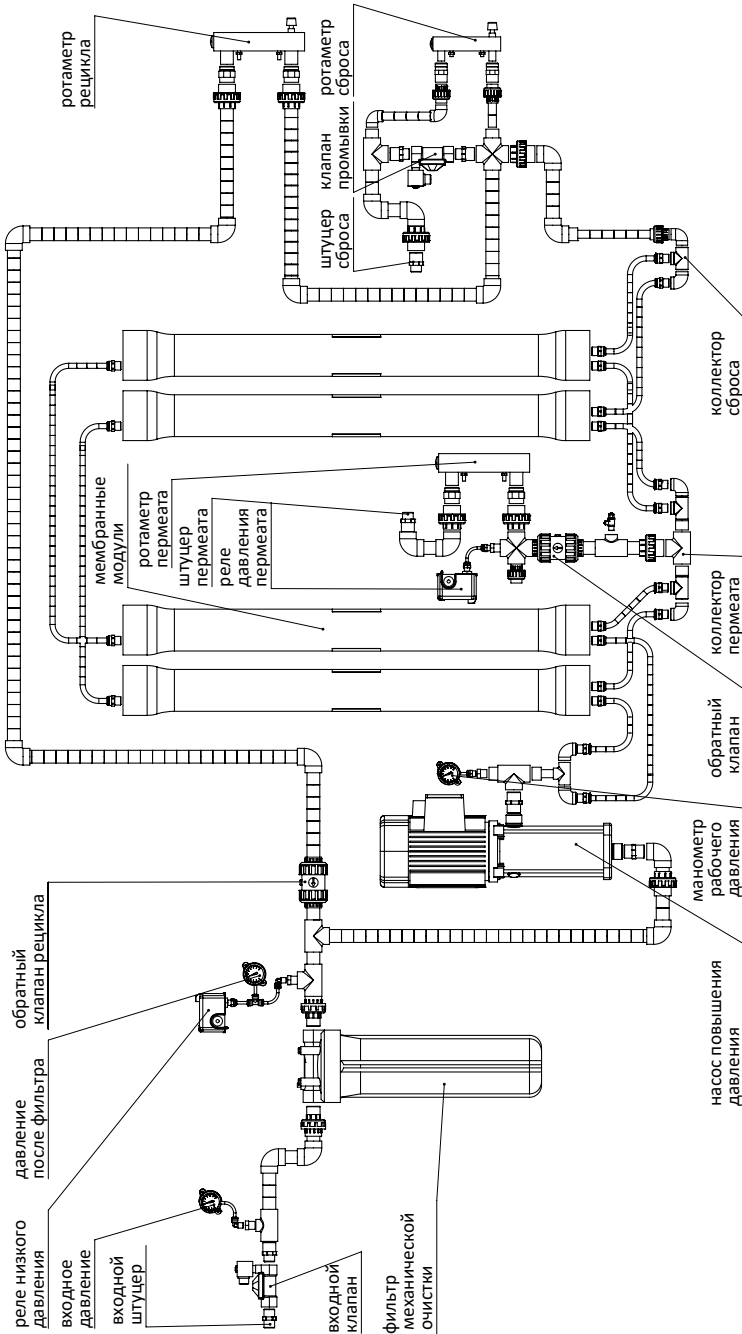 реле низкого
давления
входное
давление
входной
штуцер
входной
клапан
фильтр
механической
очистки
давление
после фильтра
обратный
клапан рецикла
насос повышения
давления
манометр
рабочего
давления
обратный
клапан
мембранные
модули
ротаметр
пермеата
штуцер
пермеата
реле
давления
пермеата
коллектор
пермеата
коллектор
сброса
ротаметр
рецикла
штуцер
сброса
клапан
промывки
ротаметр
сброса